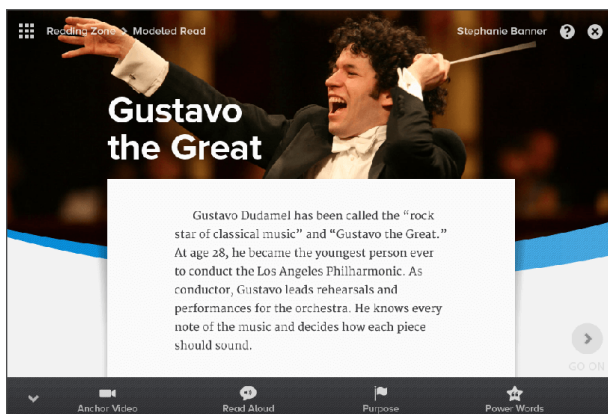 Reading Zone > Modeled Read
Stephanie Banner ?
Gustavo
the Great
Gustavo Dudamel has been called the “rock
star of classical music” and “Gustavo the Great.”
At age 28, he became the youngest person ever
to conduct the Los Angeles Philharmonic. As
conductor, Gustavo leads rehearsals and
performances for the orchestra. He knows every
note of the music and decides how each piece
should sound.
GO ON
Anchor Video
Read Aloud
Purpose
Power Words